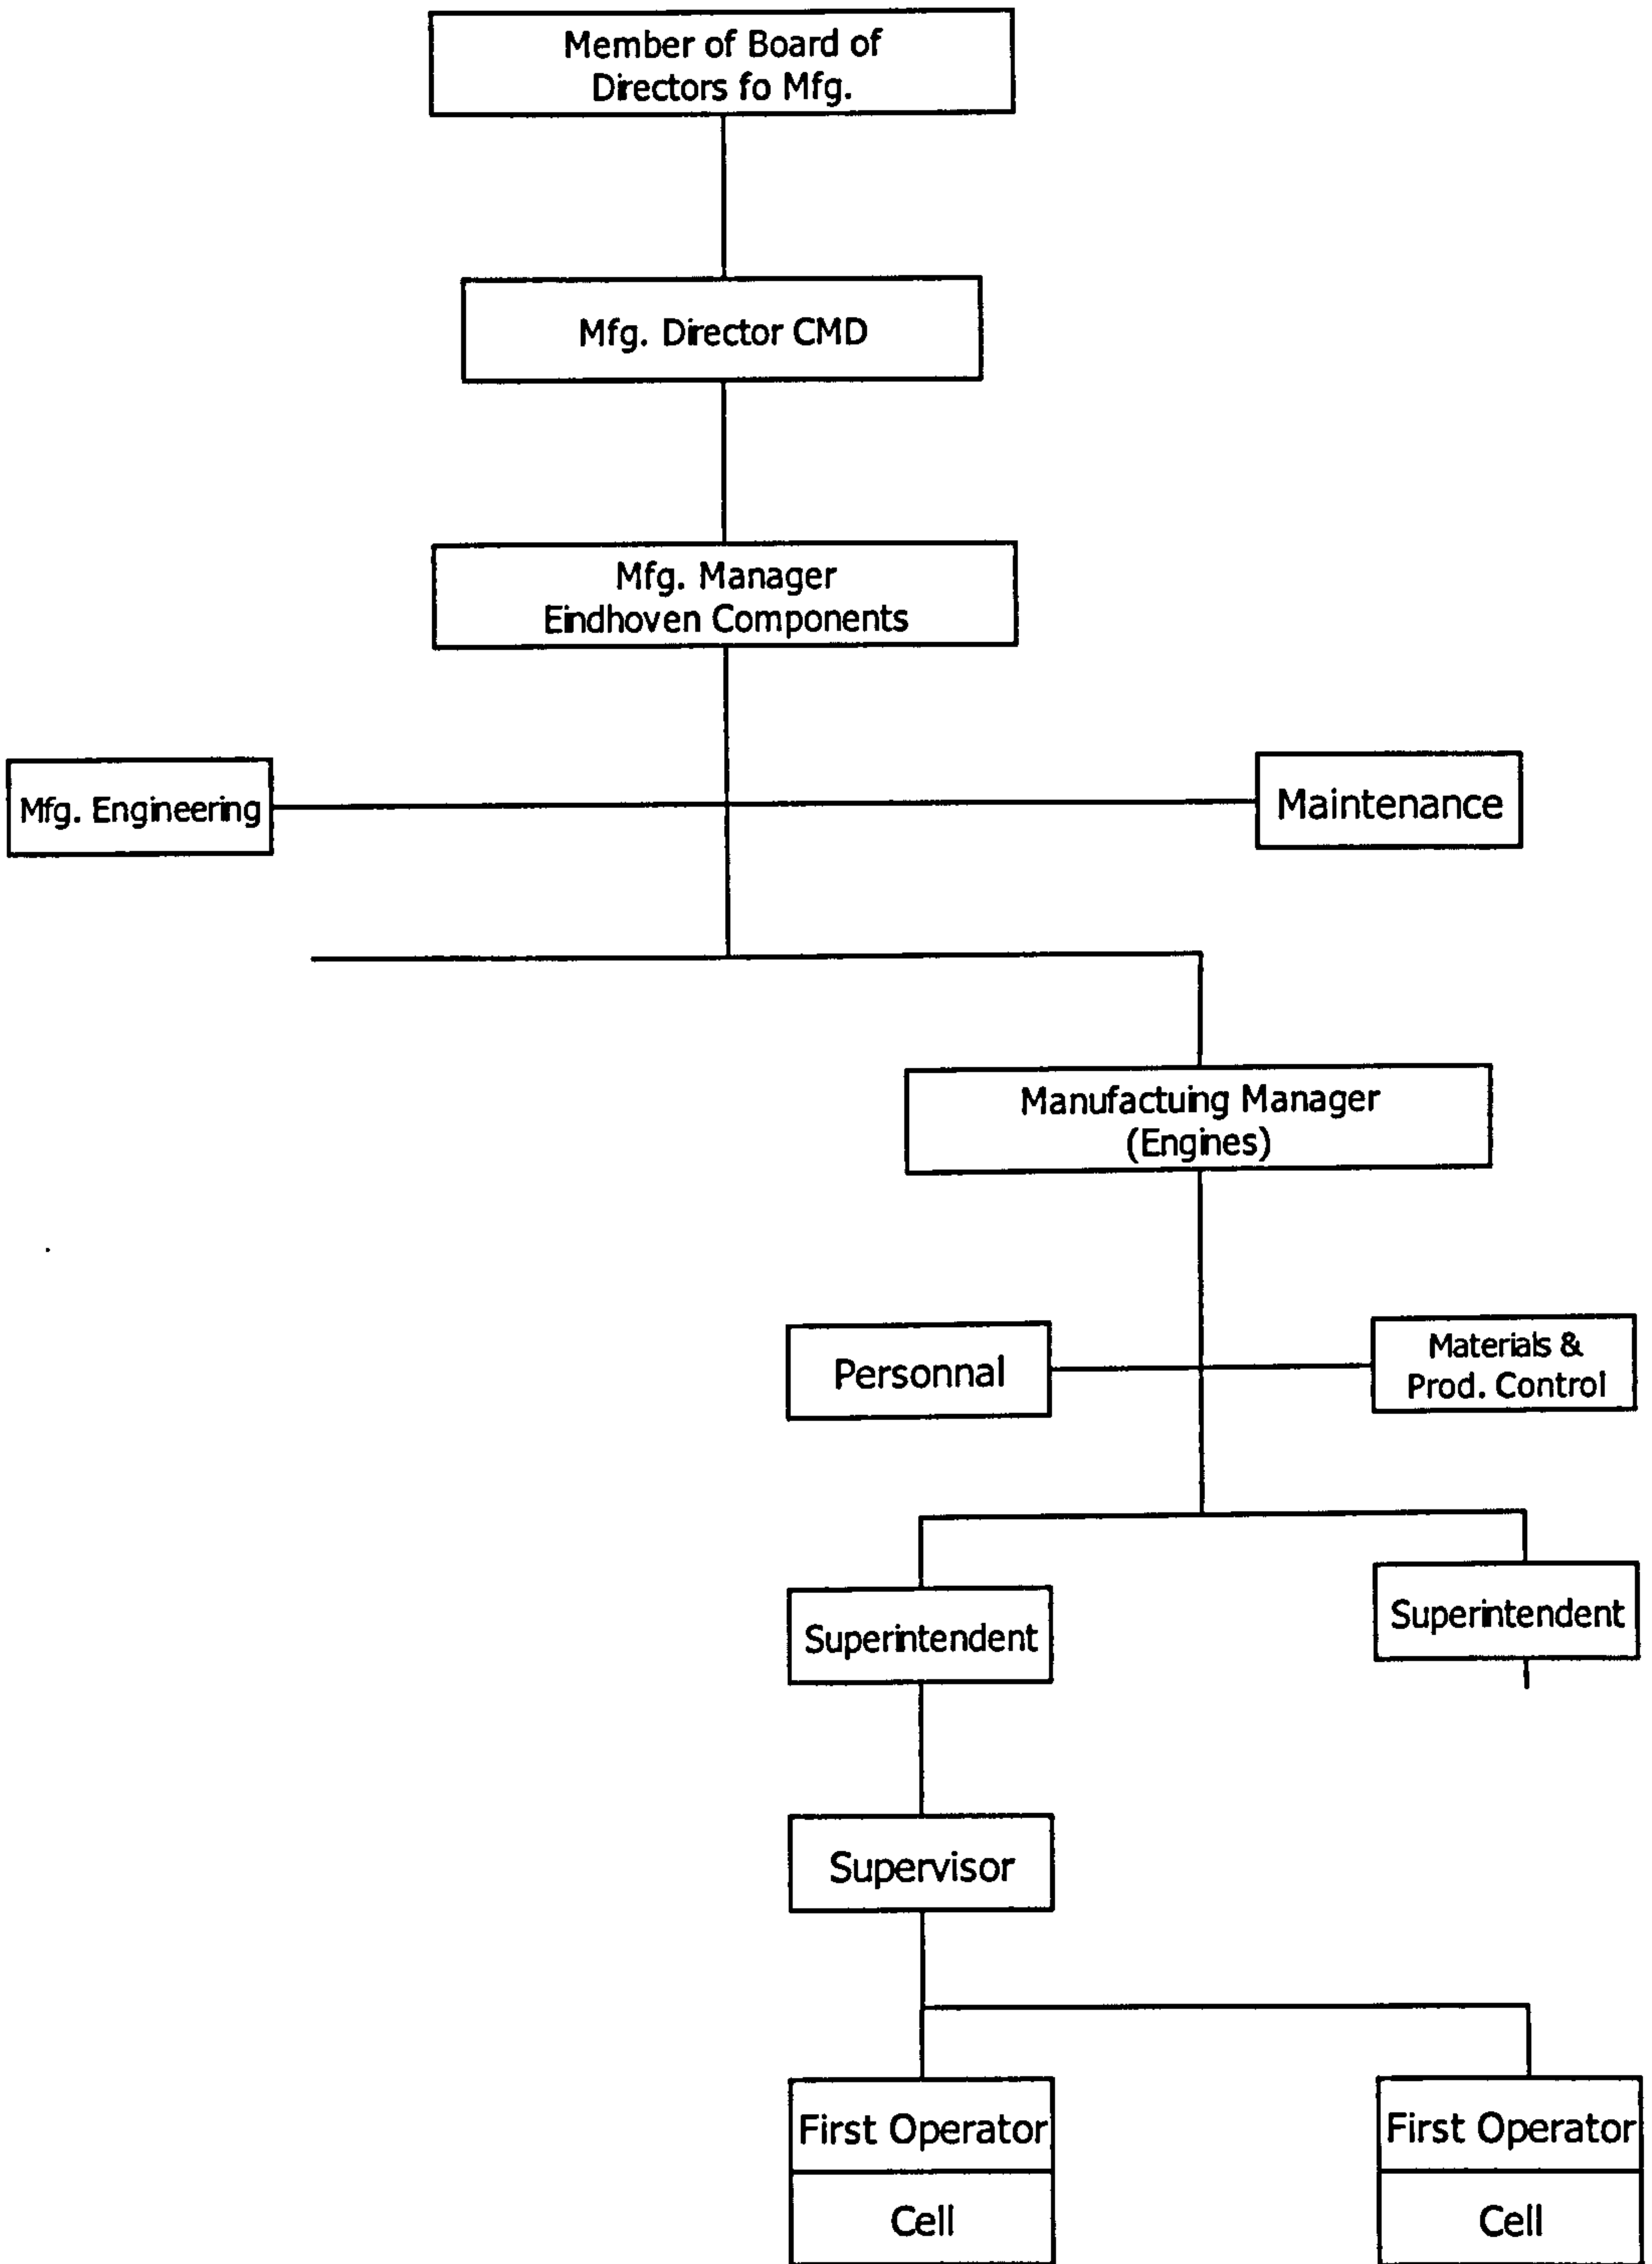 Member of Board of
Directors fo Mfg.
Mfg. Director CMD
Mfg. Manager
Eindhoven Components
Mfg. Engineering
Maintenance
Manufactuing Manager
(Engines)
Personnal
Materials &
Prod. Control
Superintendent
Superintendent
Supervisor
First Operator
First Operator
Cell
Cell